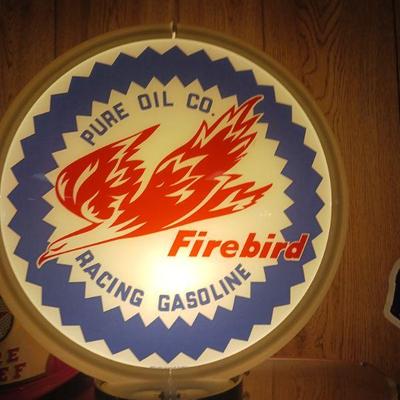 PURE OIL CO.
Firebird
RACING GASOLINE